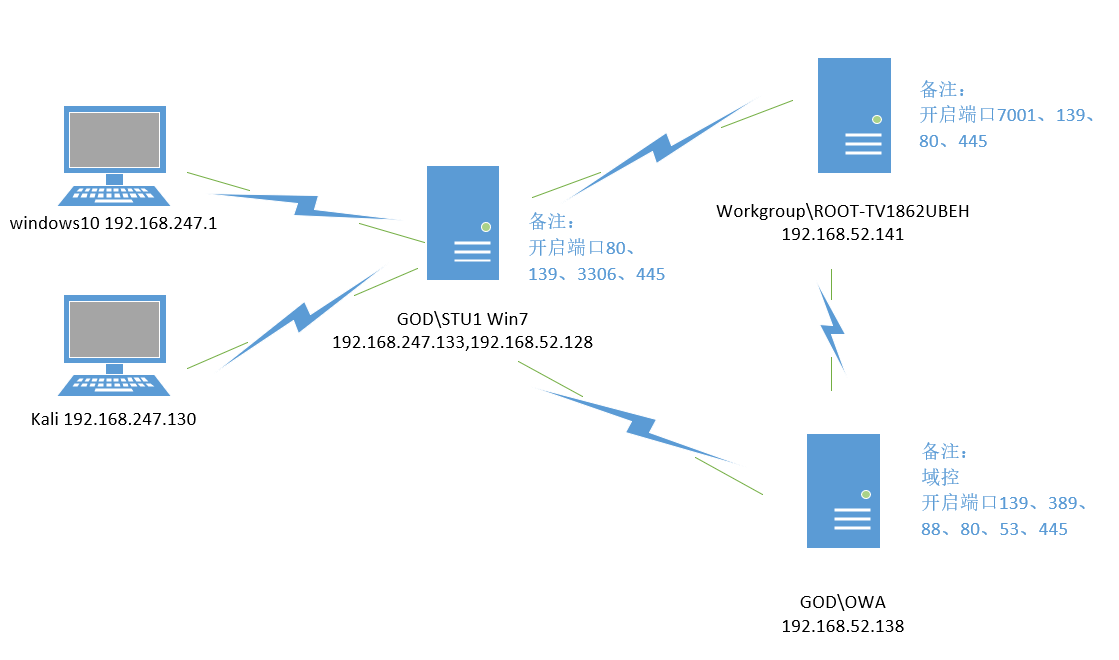 备注：
开启端口7001、139、
80、445
windows10 192.168.247.1
Workgroup\ROOT-TV1862UBEH
192.168.52.141
备注：
开启端口80、
139、3306、445
GOD\STU1 Win7
192.168.247.133,192.168.52.128
Kali 192.168.247.130
备注：
域控
开启端口139、389、
88、80、53、445
GOD\OWA
192.168.52.138